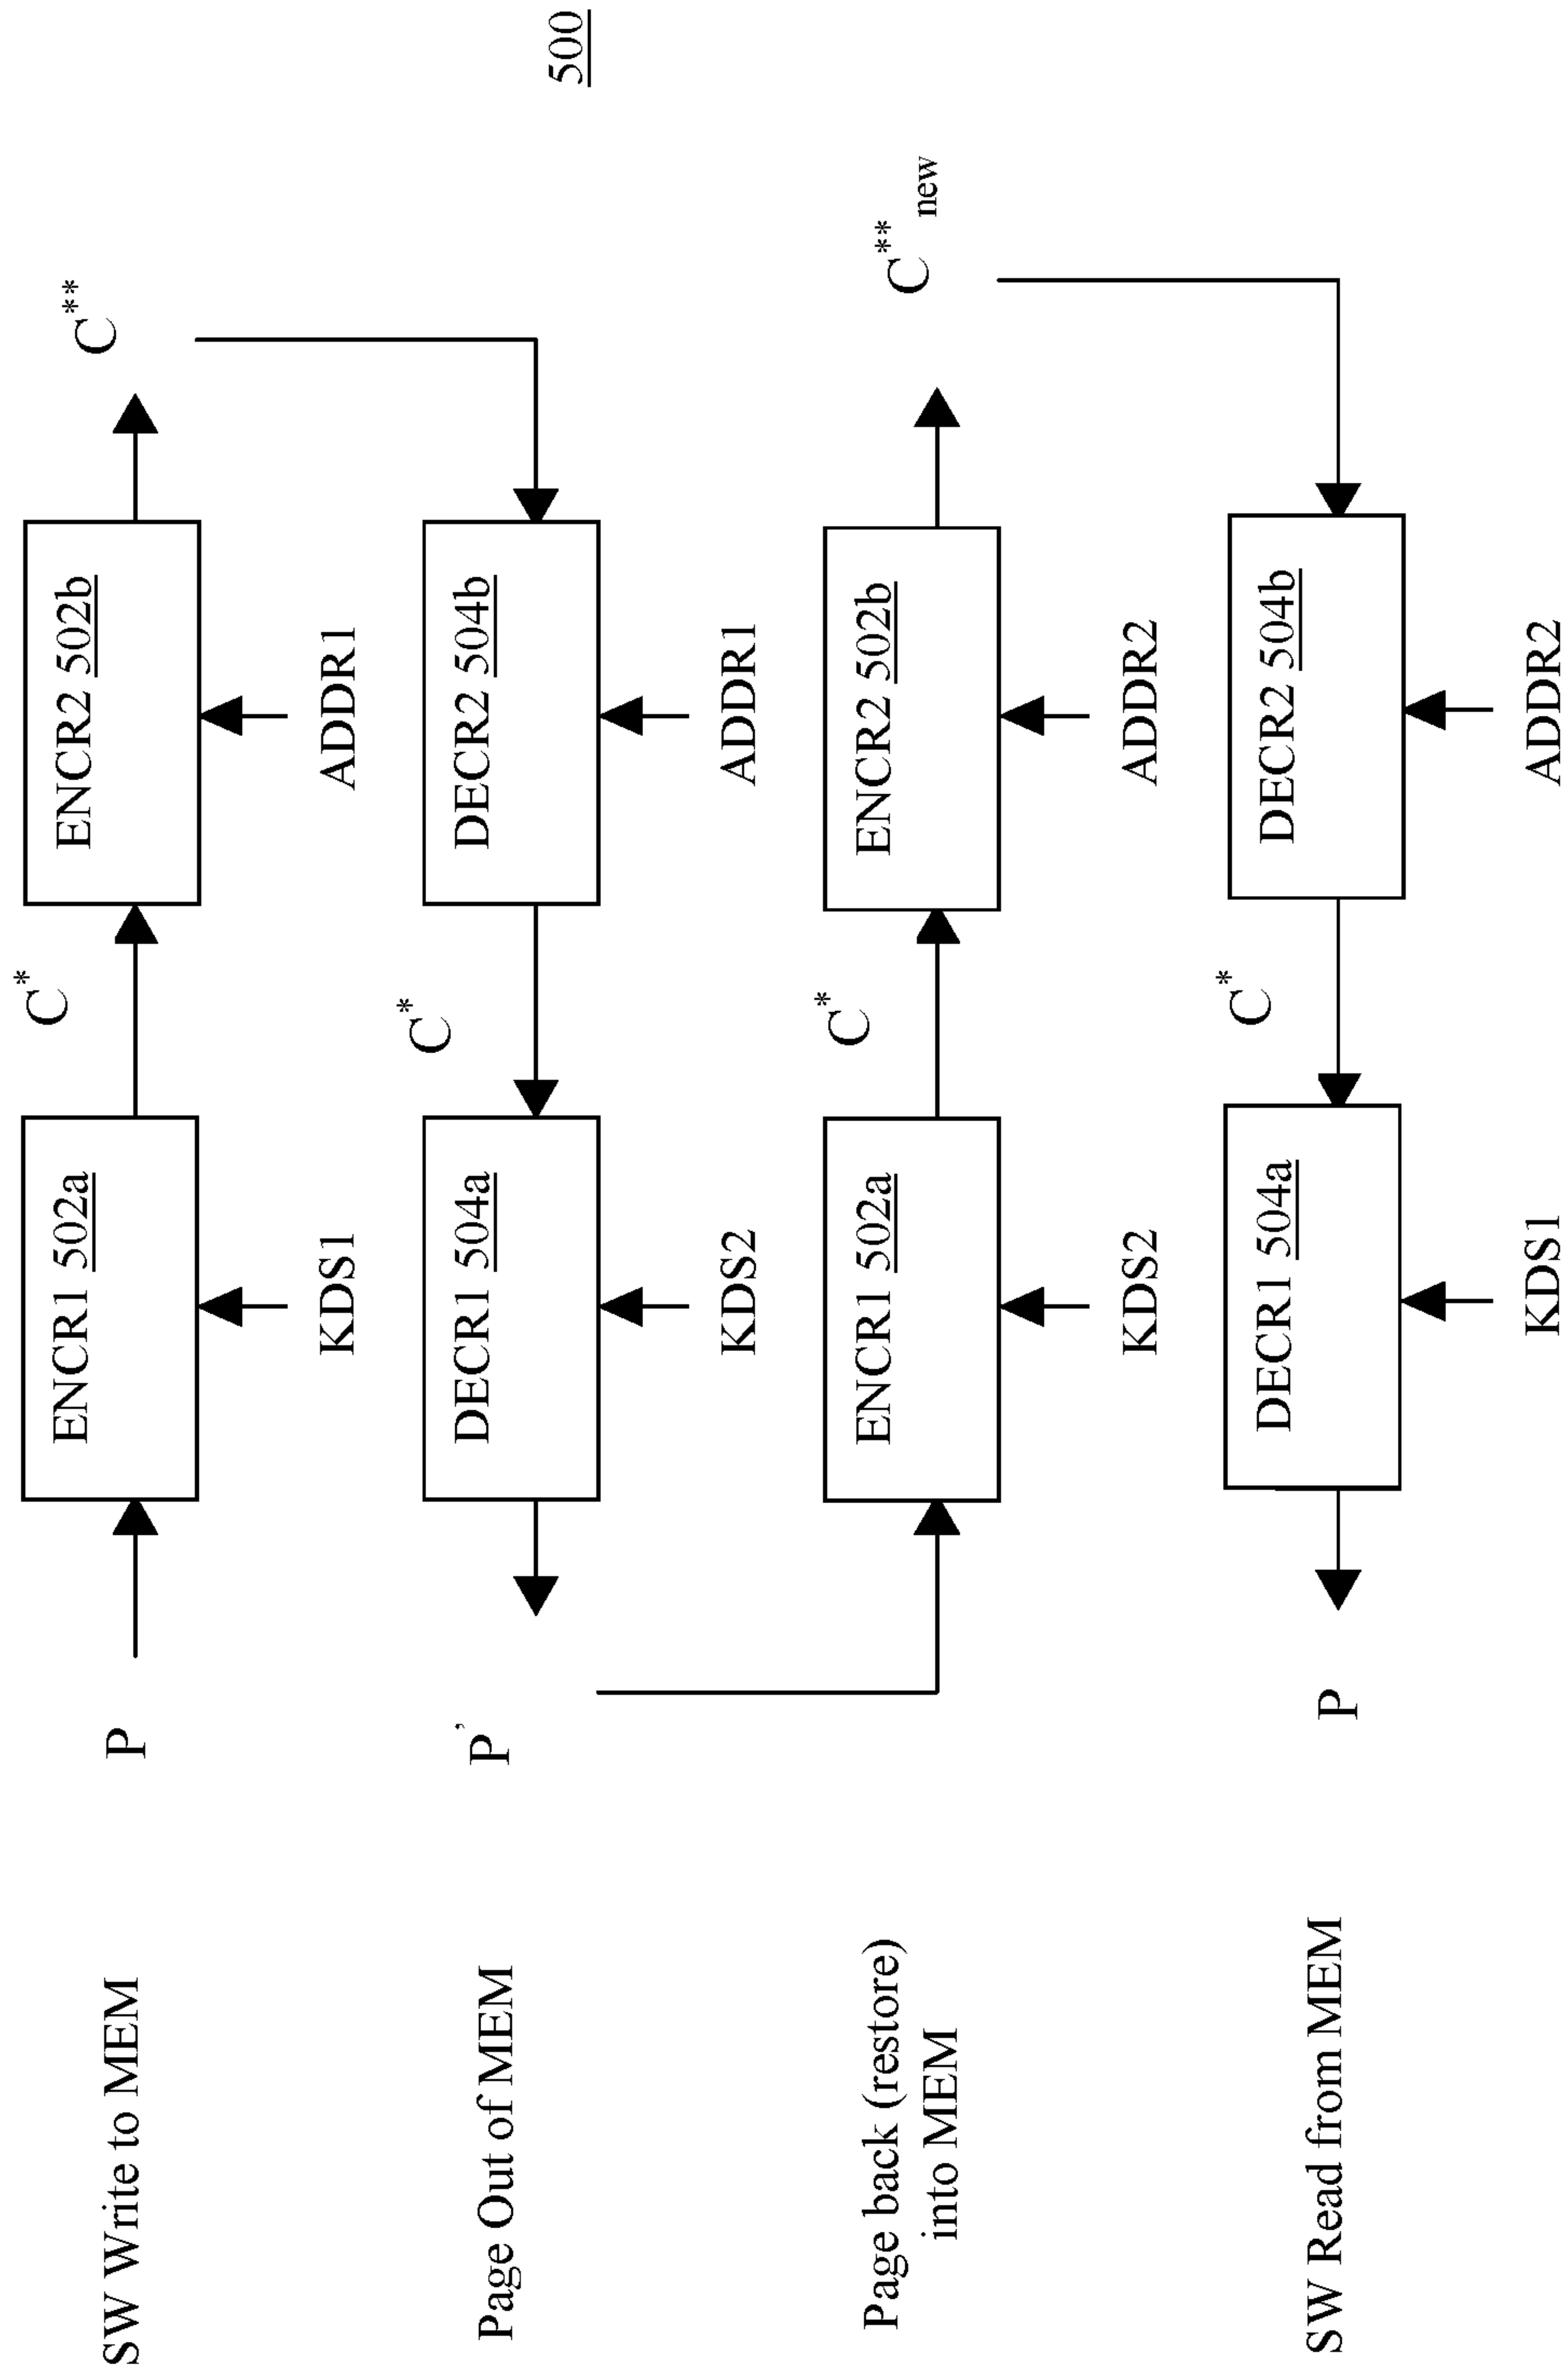 500
SW Write to MEM
P
ENCR1 502a
C*
ENCR2 502b
C**
KDS1
ADDR1
Page Out of MEM
P’
DECR1 504a
C*
DECR2 504b
KDS2
ADDR1
Page back (restore)
into MEM
ENCR1 502a
C*
ENCR2 502b
C** new
KDS2
ADDR2
SW Read from MEM
P
DECR1 504a
C*
DECR2 504b
KDS1
ADDR2